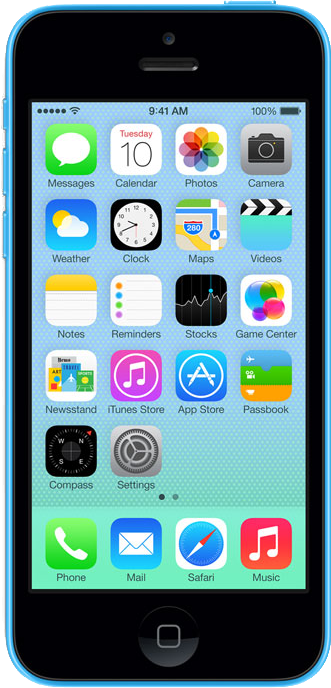 9:41 AM 100%
Tuesday
10
Messages Calendar Photos Camera
280
Weather Clock Maps Videos
Notes Reminders Stocks Game Center
Newsstand iTunes Store App Store Passbook
N
W
E
S
Compass Settings
Phone Mail Safari Music